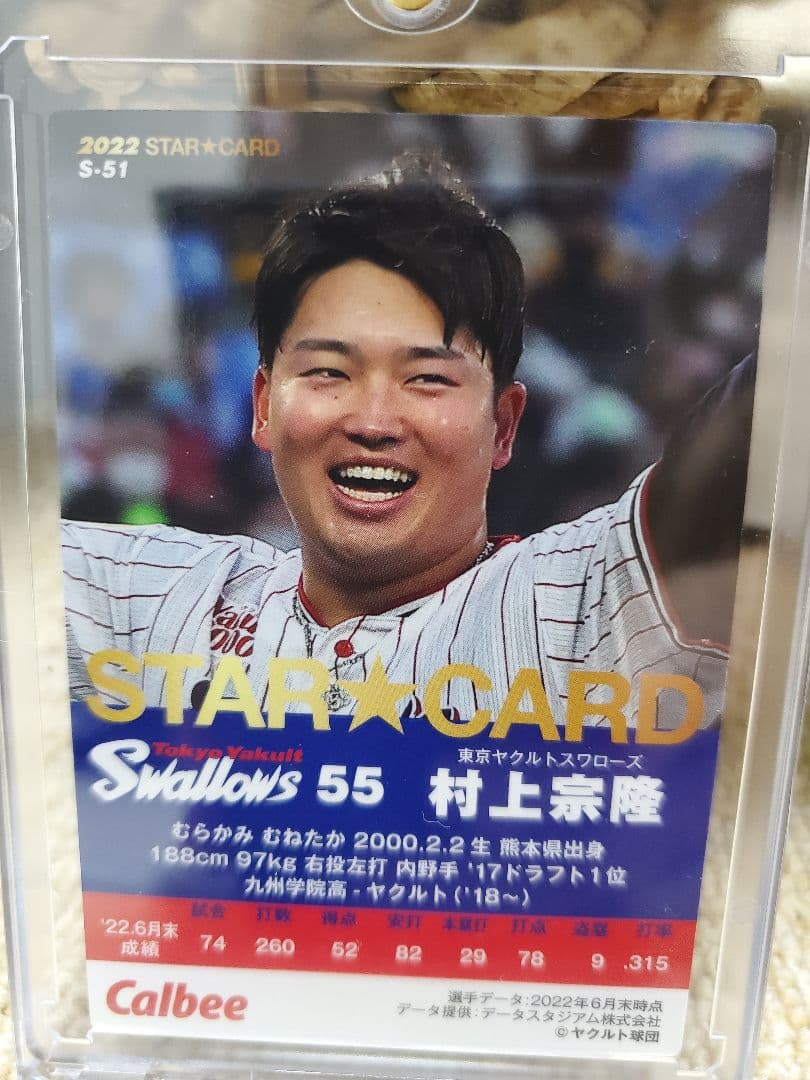 2022 STAR★CARD
S-51
STAR★CARD
Tokyo Yakult
Swallows 55
東京ヤクルトスワローズ
村上宗隆
むらかみ むねたか 2000.2.2生 熊本県出身
188cm 97kg 右投左打 内野手 '17ドラフト1位
九州学院高-ヤクルト('18~)
試合 打数 得点 安打 本塁打 打点 盗塁 打率
'22.6月末
成績 74 260 52 82 29 78 9 .315
Calbee
選手データ:2022年6月末時点
データ提供:データスタジアム株式会社
©ヤクルト球団